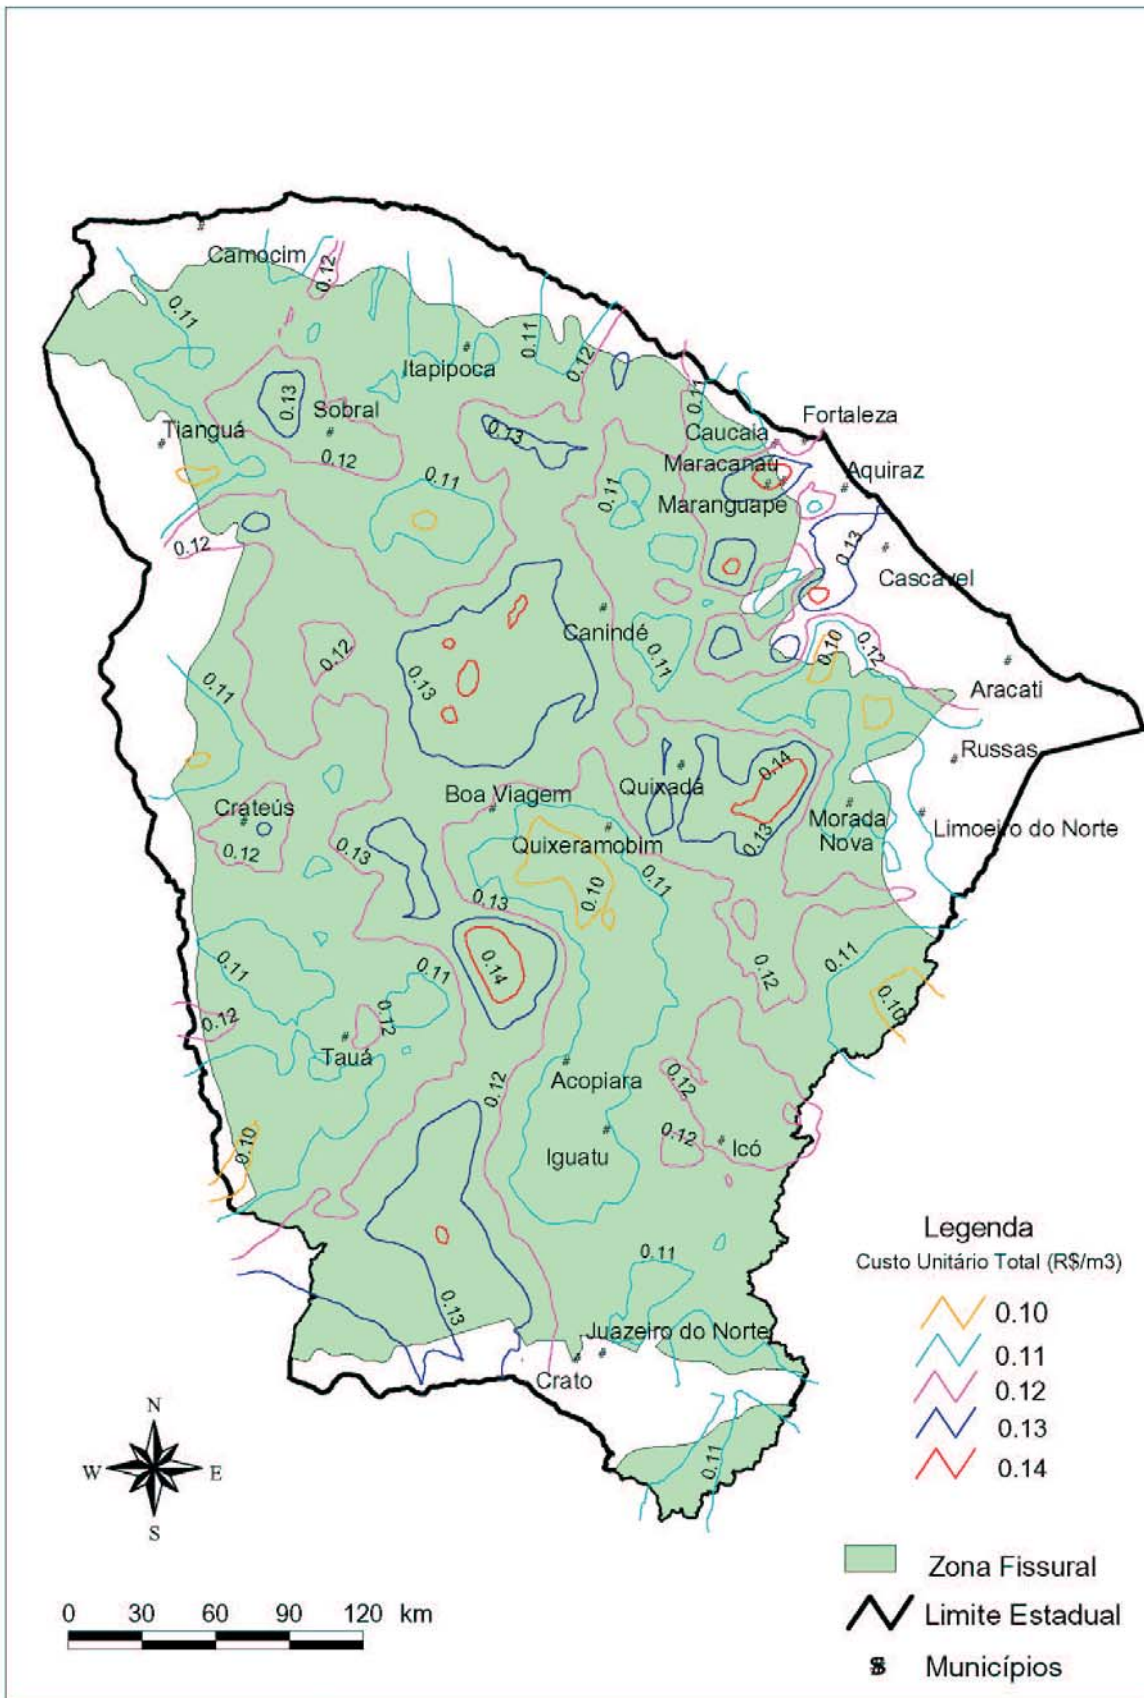 Camocim
0.12
0.11
0.11
0.12
Itapipoca
0.11
0.13
Sobral
Fortaleza
Tianguá
0.13
Caucaia
0.12
Maracanaú
Aquiraz
0.11
0.11
Maranguape
0.12
0.13
Cascavel
Canindé
0.12
0.10
0.12
0.11
0.11
0.13
Aracati
Russas
0.14
Quixadá
Boa Viagem
Crateús
Morada
Nova
Limoeiro do Norte
0.13
Quixeramobim
0.12
0.13
0.11
0.10
0.13
0.11
0.11
0.14
0.11
0.12
0.10
0.12
0.12
Tauá
Acopiara
0.12
0.12
0.12
Icó
0.10
Iguatu
0.11
0.13
Juazeiro do Norte
Crato
0.11
Legenda
Custo Unitário Total (R$/m3)
0.10
0.11
0.12
0.13
0.14
N
W
E
S
Zona Fissural
Limite Estadual
Municípios
0 30 60 90 120 km